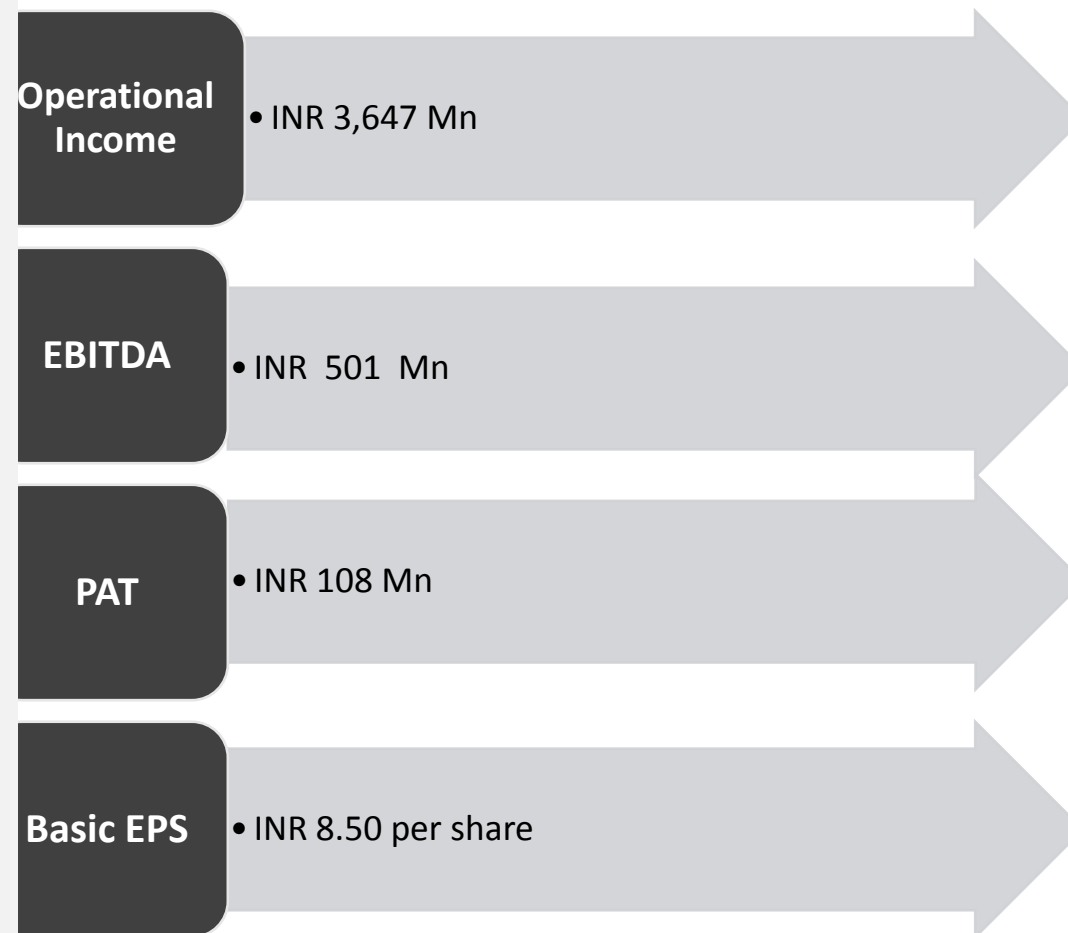 Operational
Income
• INR 3,647 Mn
EBITDA
• INR  501  Mn
PAT
• INR 108 Mn
Basic EPS
• INR 8.50 per share